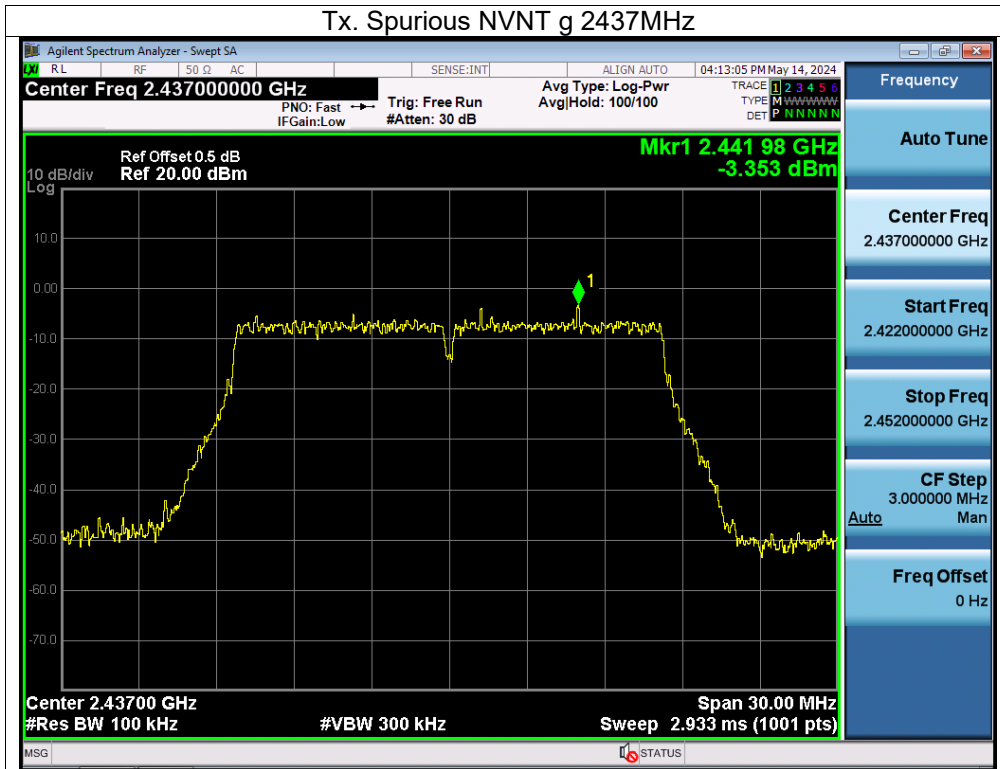 Tx. Spurious NVNT g 2437MHz
Agilent Spectrum Analyzer - Swept SA
LXI RL RF 50 Ω AC SENSE:INT ALIGN AUTO 04:13:05 PM May 14, 2024
Center Freq 2.437000000 GHz
PNO: Fast
IFGain:Low
Trig: Free Run
#Atten: 30 dB
Avg Type: Log-Pwr
Avg|Hold: 100/100
TRACE 1 2 3 4 5 6
TYPE M WWWWW
DET P N N N N N
Mkr1 2.441 98 GHz
-3.353 dBm
Ref Offset 0.5 dB
10 dB/div Ref 20.00 dBm
Log
10.0
0.00
-10.0
-20.0
-30.0
-40.0
-50.0
-60.0
-70.0
1
Center 2.43700 GHz Span 30.00 MHz
#Res BW 100 kHz #VBW 300 kHz Sweep 2.933 ms (1001 pts)
MSG STATUS
Frequency
Auto Tune
Center Freq
2.437000000 GHz
Start Freq
2.422000000 GHz
Stop Freq
2.452000000 GHz
CF Step
3.000000 MHz
Auto Man
Freq Offset
0 Hz